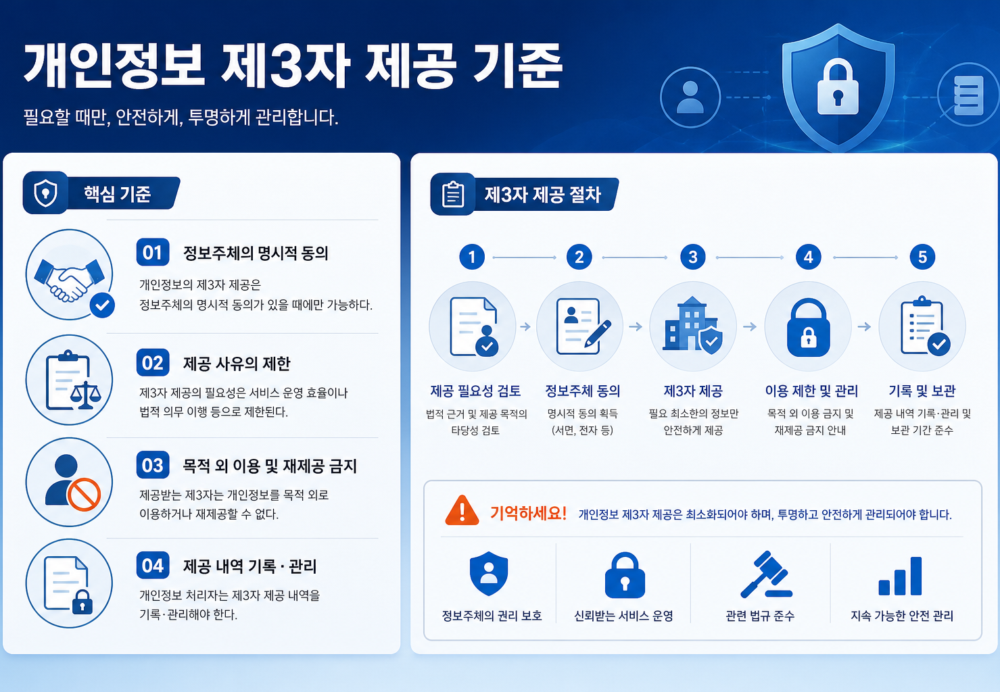 개인정보 제3자 제공 기준
필요할 때만, 안전하게, 투명하게 관리합니다.
핵심 기준
01 정보주체의 명시적 동의
개인정보의 제3자 제공은
정보주체의 명시적 동의가 있을 때에만 가능하다.
02 제공 사유의 제한
제3자 제공의 필요성은 서비스 운영 효율이나
법적 의무 이행 등으로 제한된다.
03 목적 외 이용 및 재제공 금지
제공받는 제3자는 개인정보를 목적 외로
이용하거나 재제공할 수 없다.
04 제공 내역 기록 · 관리
개인정보 처리자는 제3자 제공 내역을
기록·관리해야 한다.
제3자 제공 절차
1
제공 필요성 검토
법적 근거 및 제공 목적의
타당성 검토
2
정보주체 동의
명시적 동의 획득
(서면, 전자 등)
3
제3자 제공
필요 최소한의 정보만
안전하게 제공
4
이용 제한 및 관리
목적 외 이용 금지 및
재제공 금지 안내
5
기록 및 보관
제공 내역 기록·관리 및
보관 기간 준수
기억하세요! 개인정보 제3자 제공은 최소화되어야 하며, 투명하고 안전하게 관리되어야 합니다.
정보주체의 권리 보호
신뢰받는 서비스 운영
관련 법규 준수
지속 가능한 안전 관리